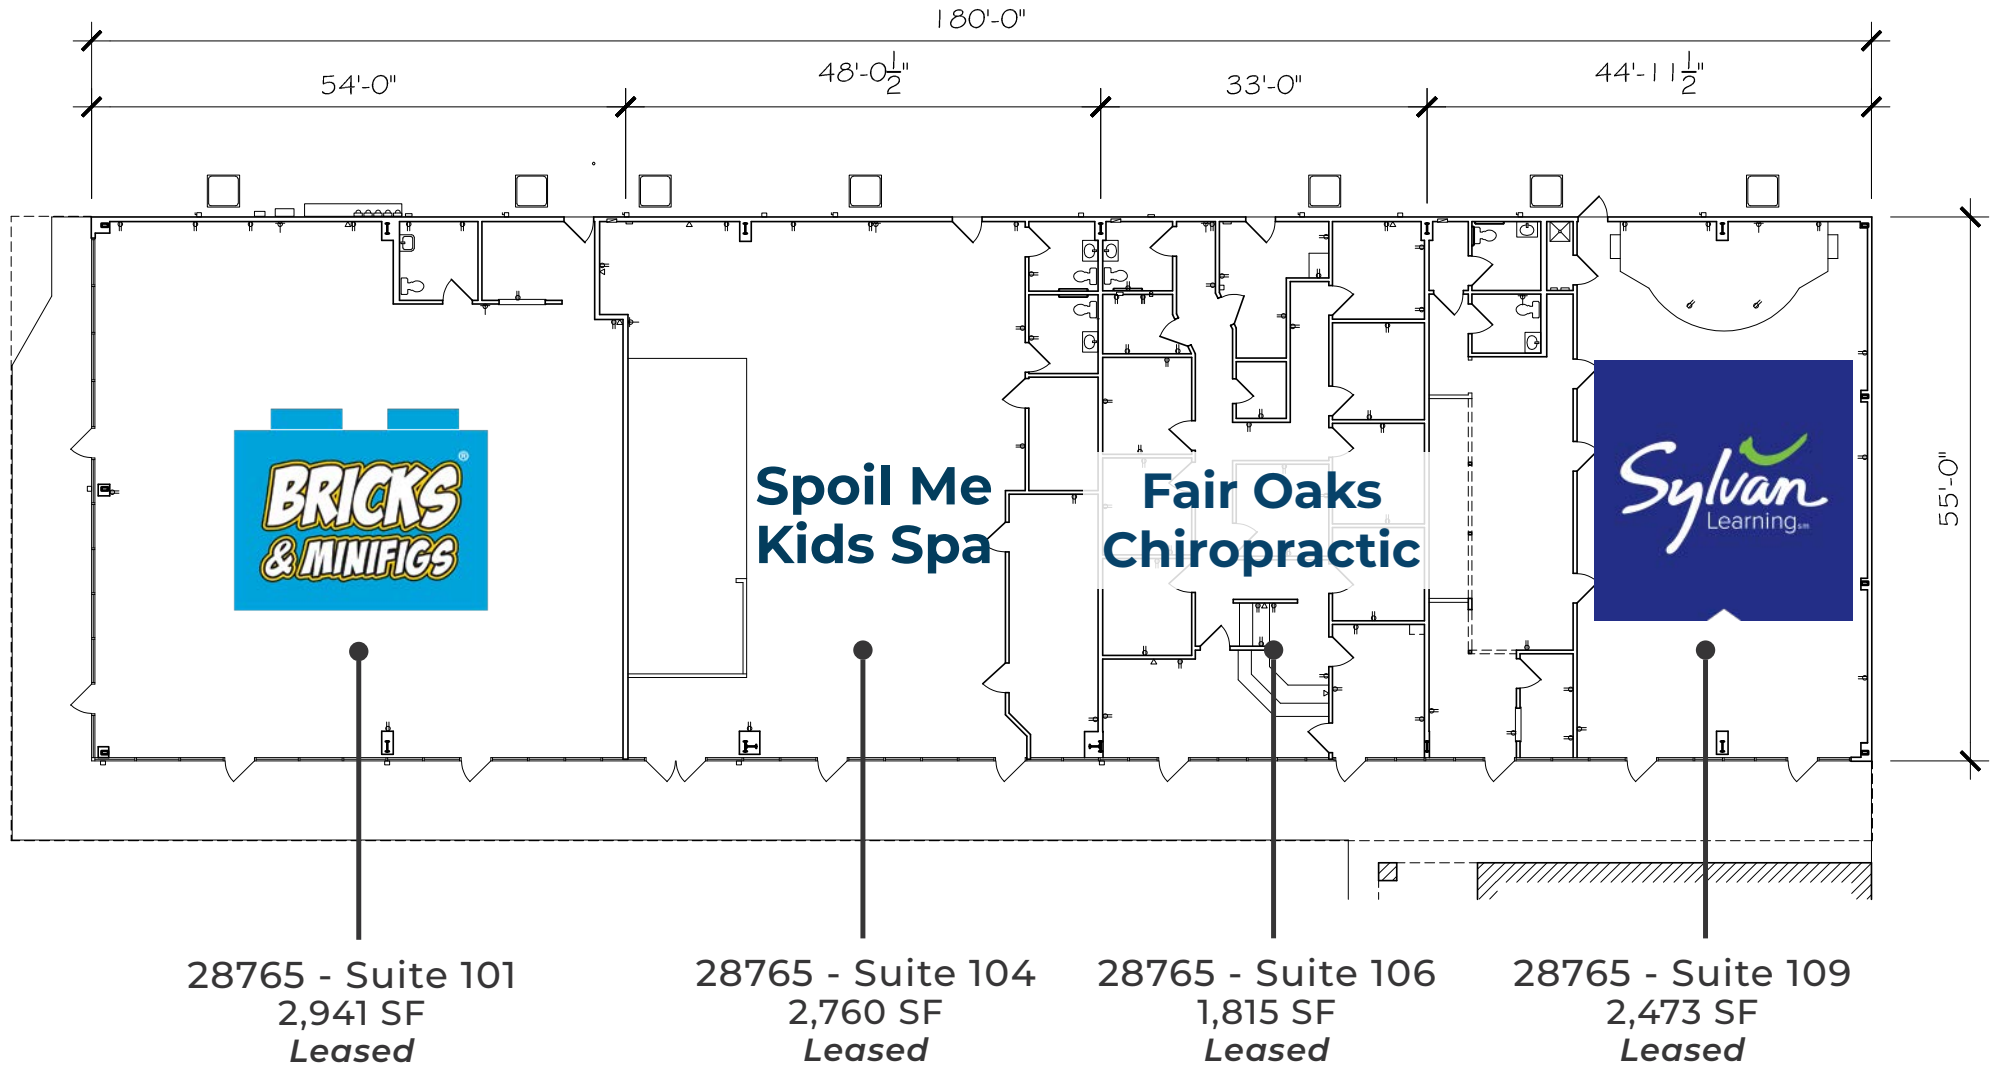 180'-0"
54'-0"
48'-0½"
33'-0"
44'-11½"
55'-0"
BRICKS®
& MINIFIGS
Spoil Me
Kids Spa
Fair Oaks
Chiropractic
Sylvan
Learning℠
28765 - Suite 101
2,941 SF
Leased
28765 - Suite 104
2,760 SF
Leased
28765 - Suite 106
1,815 SF
Leased
28765 - Suite 109
2,473 SF
Leased